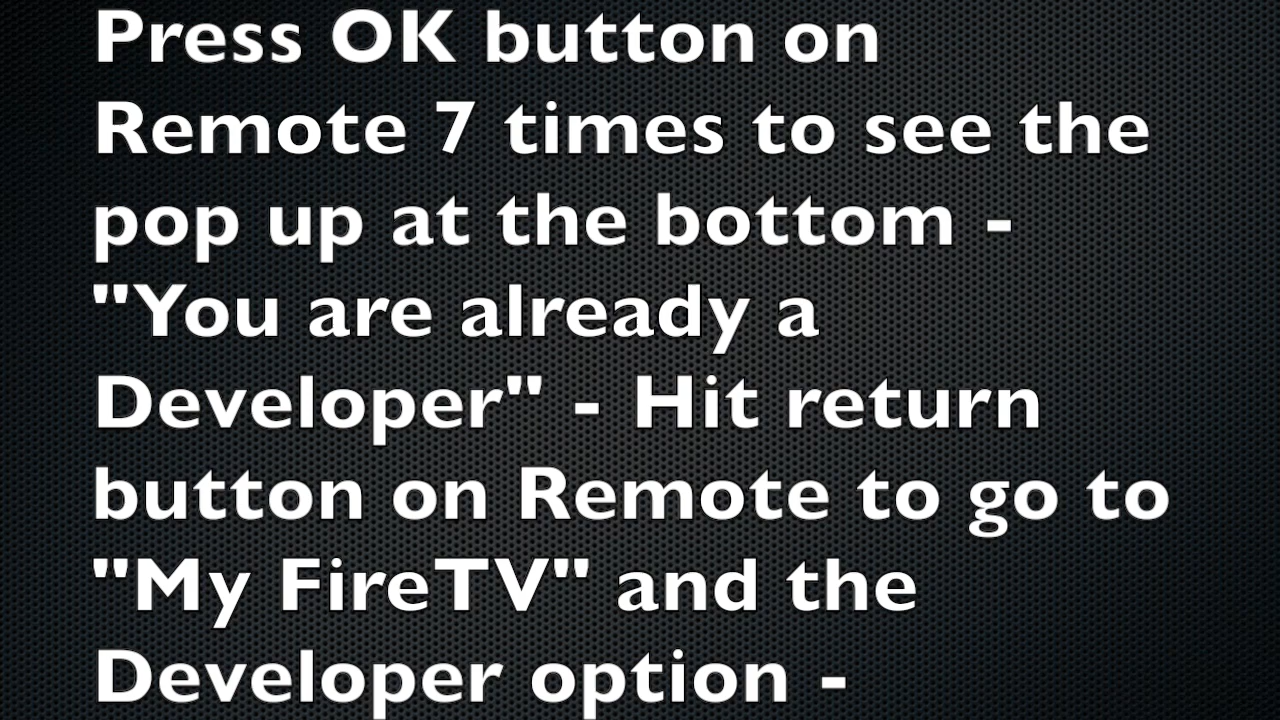 Press OK button on
Remote 7 times to see the
pop up at the bottom -
"You are already a
Developer" - Hit return
button on Remote to go to
"My FireTV" and the
Developer option -